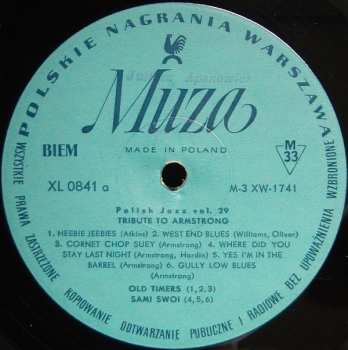 POLSKIE NAGRANIA WARSZAWA
Muza
BIEM
MADE IN POLAND
M
33
XL 0841 a
M-3 XW-1741
Polish Jazz vol. 29
TRIBUTE TO ARMSTRONG
1. HEEBIE JEEBIES (Atkins) 2. WEST END BLUES (Williams, Oliver)
3. CORNET CHOP SUEY (Armstrong) 4. WHERE DID YOU
STAY LAST NIGHT (Armstrong, Hardin) 5. YES I'M IN THE
BARREL (Armstrong) 6. GULLY LOW BLUES
(Armstrong)
OLD TIMERS (1,2,3)
SAMI SWOI (4,5,6)
WSZYSTKIE PRAWA ZASTRZEŻONE KOPIOWANIE ODTWARZANIE PUBLICZNE I RADIOWE BEZ UPOWAŻNIENIA WZBRONIONE